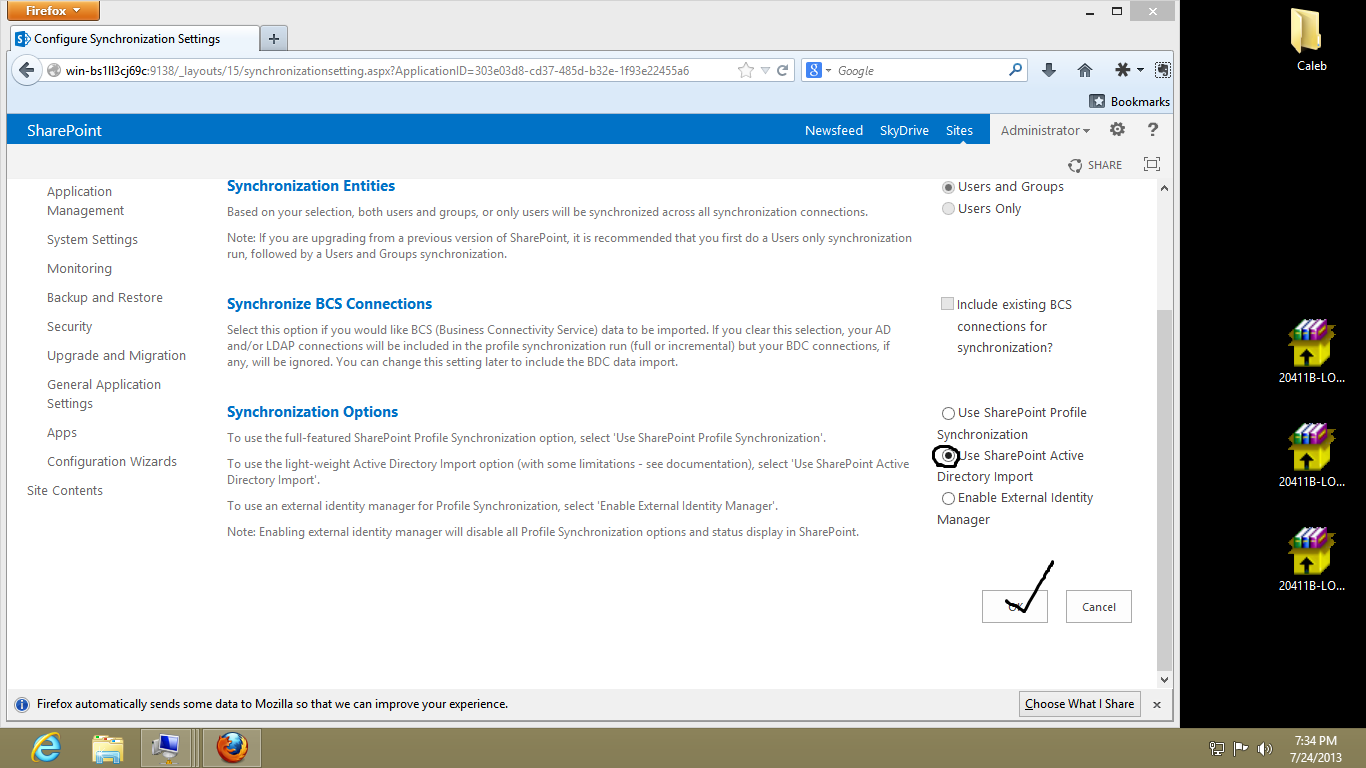 Firefox
Configure Synchronization Settings
win-bs1ll3cj69c:9138/_layouts/15/synchronizationsetting.aspx?ApplicationID=303e03d8-cd37-485d-b32e-1f93e22455a6
Google
Bookmarks
Caleb
SharePoint
Newsfeed
SkyDrive
Sites
Administrator
SHARE
Application
Management
System Settings
Monitoring
Backup and Restore
Security
Upgrade and Migration
General Application
Settings
Apps
Configuration Wizards
Site Contents
Synchronization Entities
Based on your selection, both users and groups, or only users will be synchronized across all synchronization connections.
Note: If you are upgrading from a previous version of SharePoint, it is recommended that you first do a Users only synchronization
run, followed by a Users and Groups synchronization.
Users and Groups
Users Only
Synchronize BCS Connections
Select this option if you would like BCS (Business Connectivity Service) data to be imported. If you clear this selection, your AD
and/or LDAP connections will be included in the profile synchronization run (full or incremental) but your BDC connections, if
any, will be ignored. You can change this setting later to include the BDC data import.
Include existing BCS
connections for
synchronization?
Synchronization Options
To use the full-featured SharePoint Profile Synchronization option, select 'Use SharePoint Profile Synchronization'.
To use the light-weight Active Directory Import option (with some limitations - see documentation), select 'Use SharePoint Active
Directory Import'.
To use an external identity manager for Profile Synchronization, select 'Enable External Identity Manager'.
Note: Enabling external identity manager will disable all Profile Synchronization options and status display in SharePoint.
Use SharePoint Profile
Synchronization
Use SharePoint Active
Directory Import
Enable External Identity
Manager
OK
Cancel
20411B-LO...
20411B-LO...
20411B-LO...
Firefox automatically sends some data to Mozilla so that we can improve your experience.
Choose What I Share
7:34 PM
7/24/2013